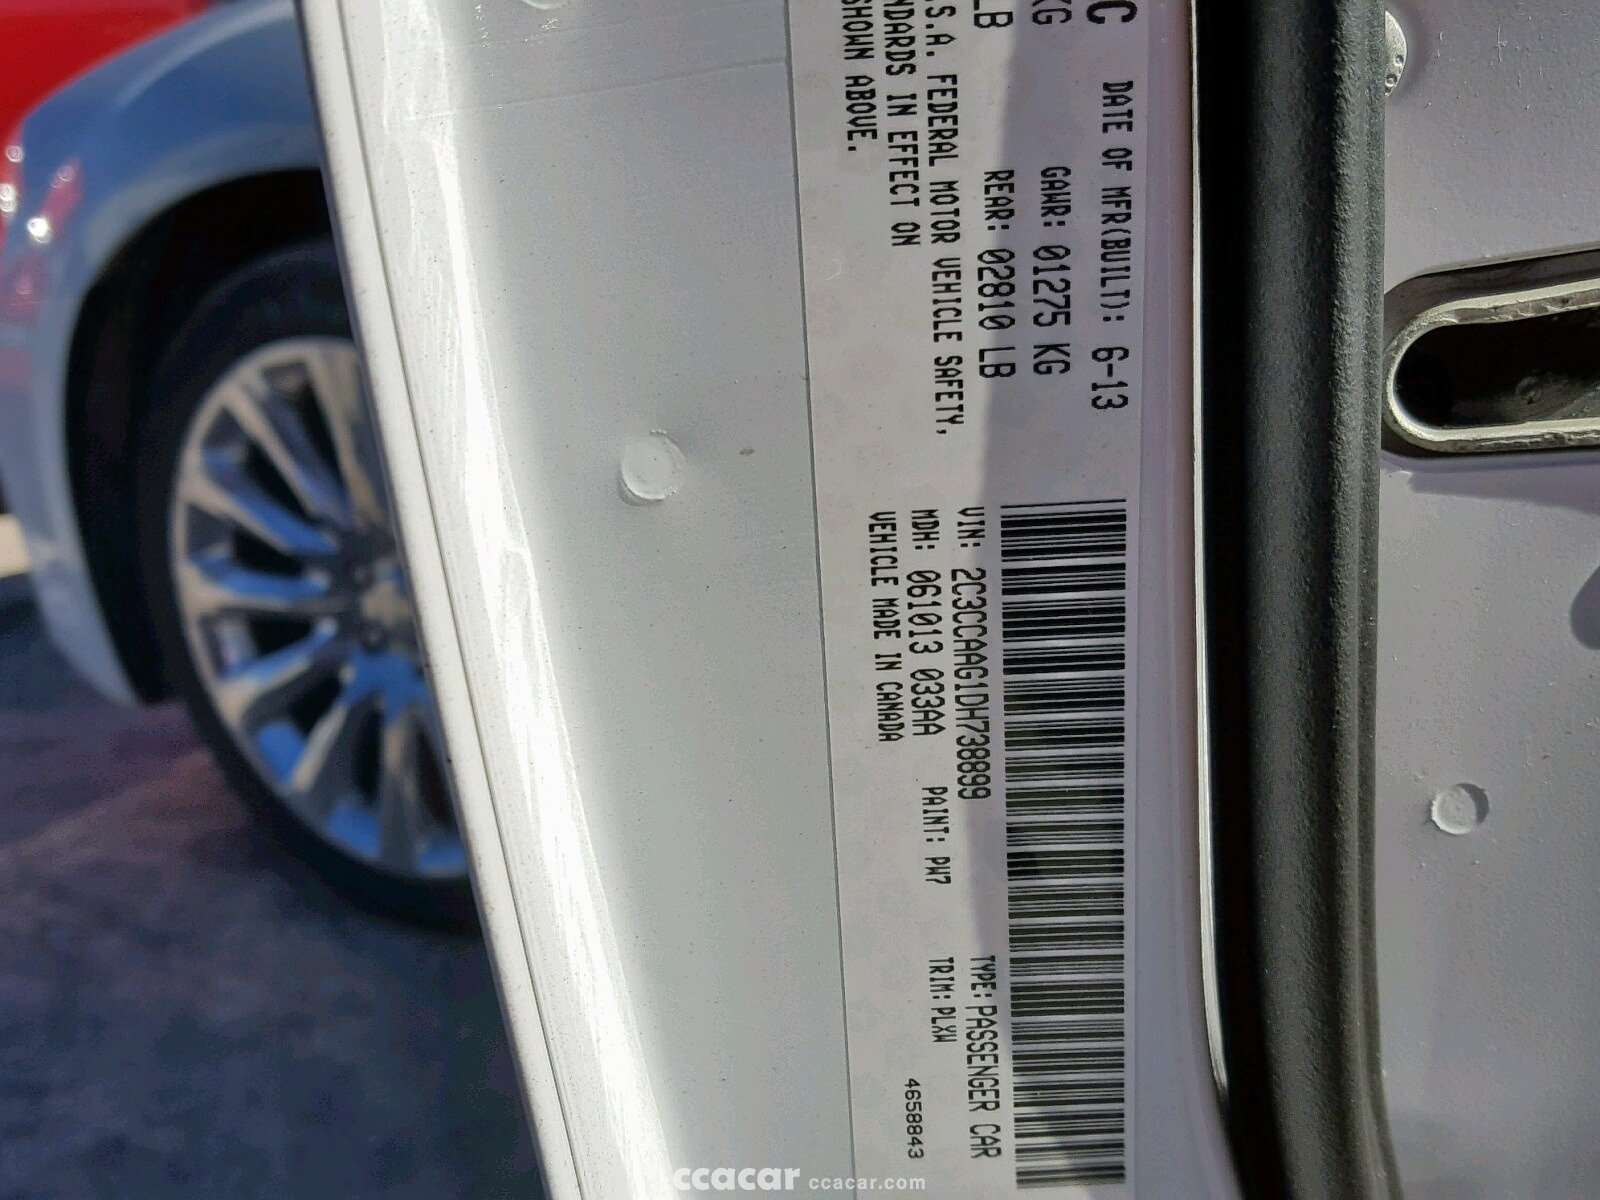 C DATE OF MFR(BUILT): 6-13
KG GAWR: 01275 KG
LB REAR: 02810 LB
.S.A. FEDERAL MOTOR VEHICLE SAFETY,
NDARDS IN EFFECT ON
SHOWN ABOVE.
VIN: 2C3CCAAG1DH738899 TYPE: PASSENGER CAR
MDH: 061013 033AA PAINT: PW7 TRIM: PLXW
VEHICLE MADE IN CANADA 4658843
ccacar ccacar.com